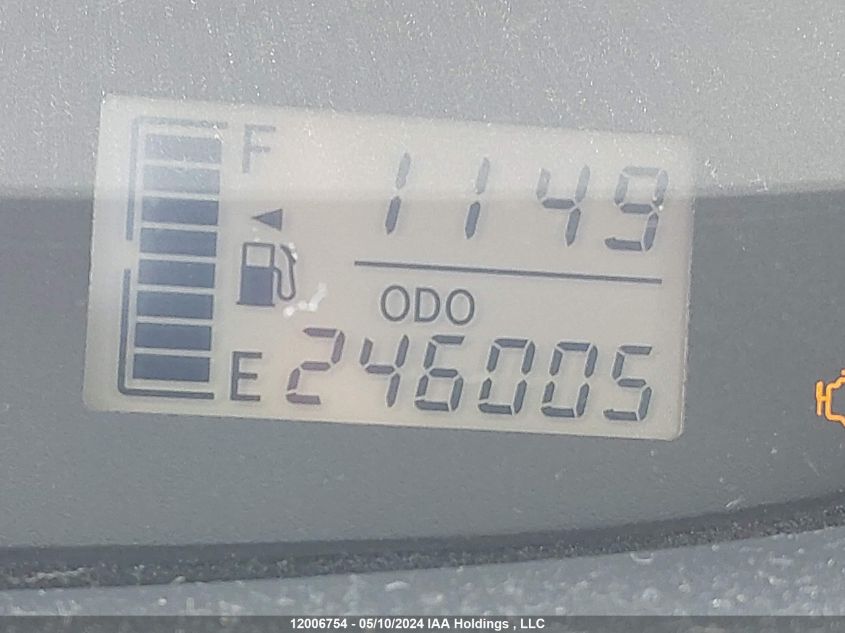 F
1149
ODO
E 246005
12006754 - 05/10/2024 IAA Holdings , LLC